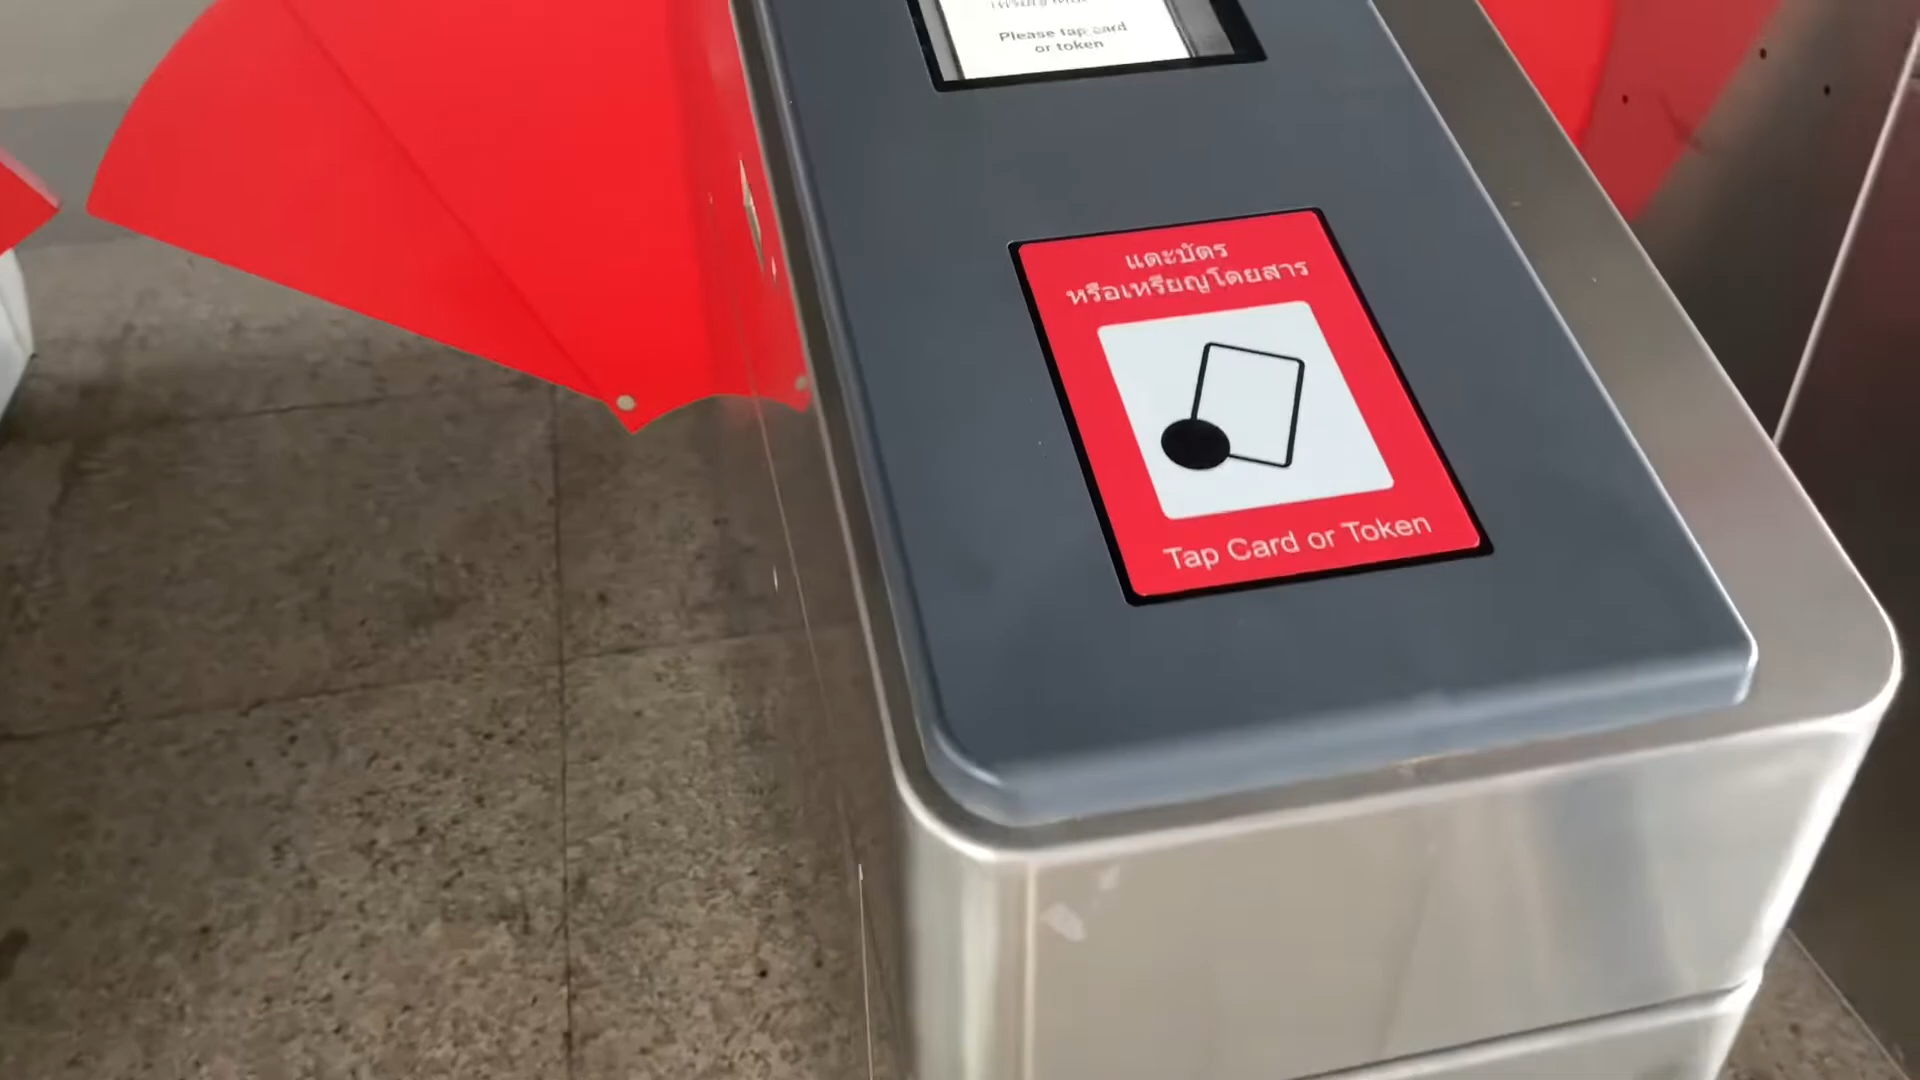 Please tap card
or token
แตะบัตร
หรือเหรียญโดยสาร
Tap Card or Token